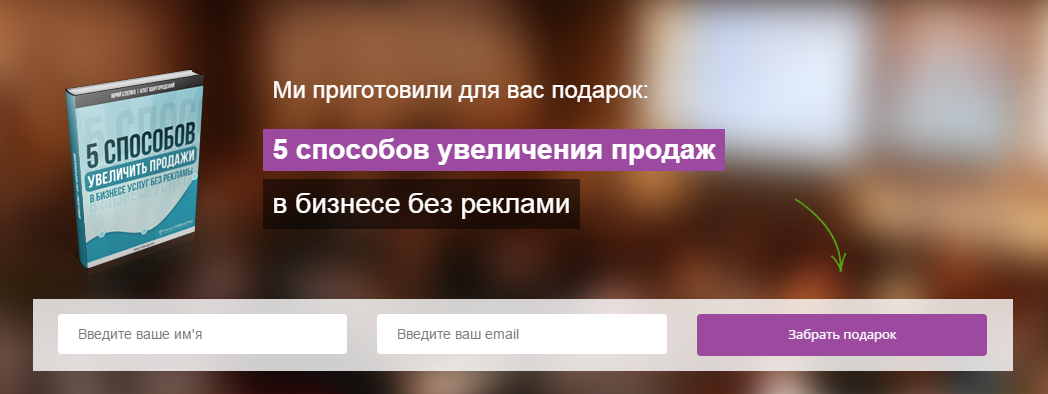 ЮРИЙ СЛЕПКО | ОЛЕГ ШАРГОРОДСКИЙ
5 СПОСОБОВ
УВЕЛИЧИТЬ ПРОДАЖИ
В БИЗНЕСЕ УСЛУГ БЕЗ РЕКЛАМЫ
Ми приготовили для вас подарок:
5 способов увеличения продаж
в бизнесе без реклами
Введите ваше им'я
Введите ваш email
Забрать подарок